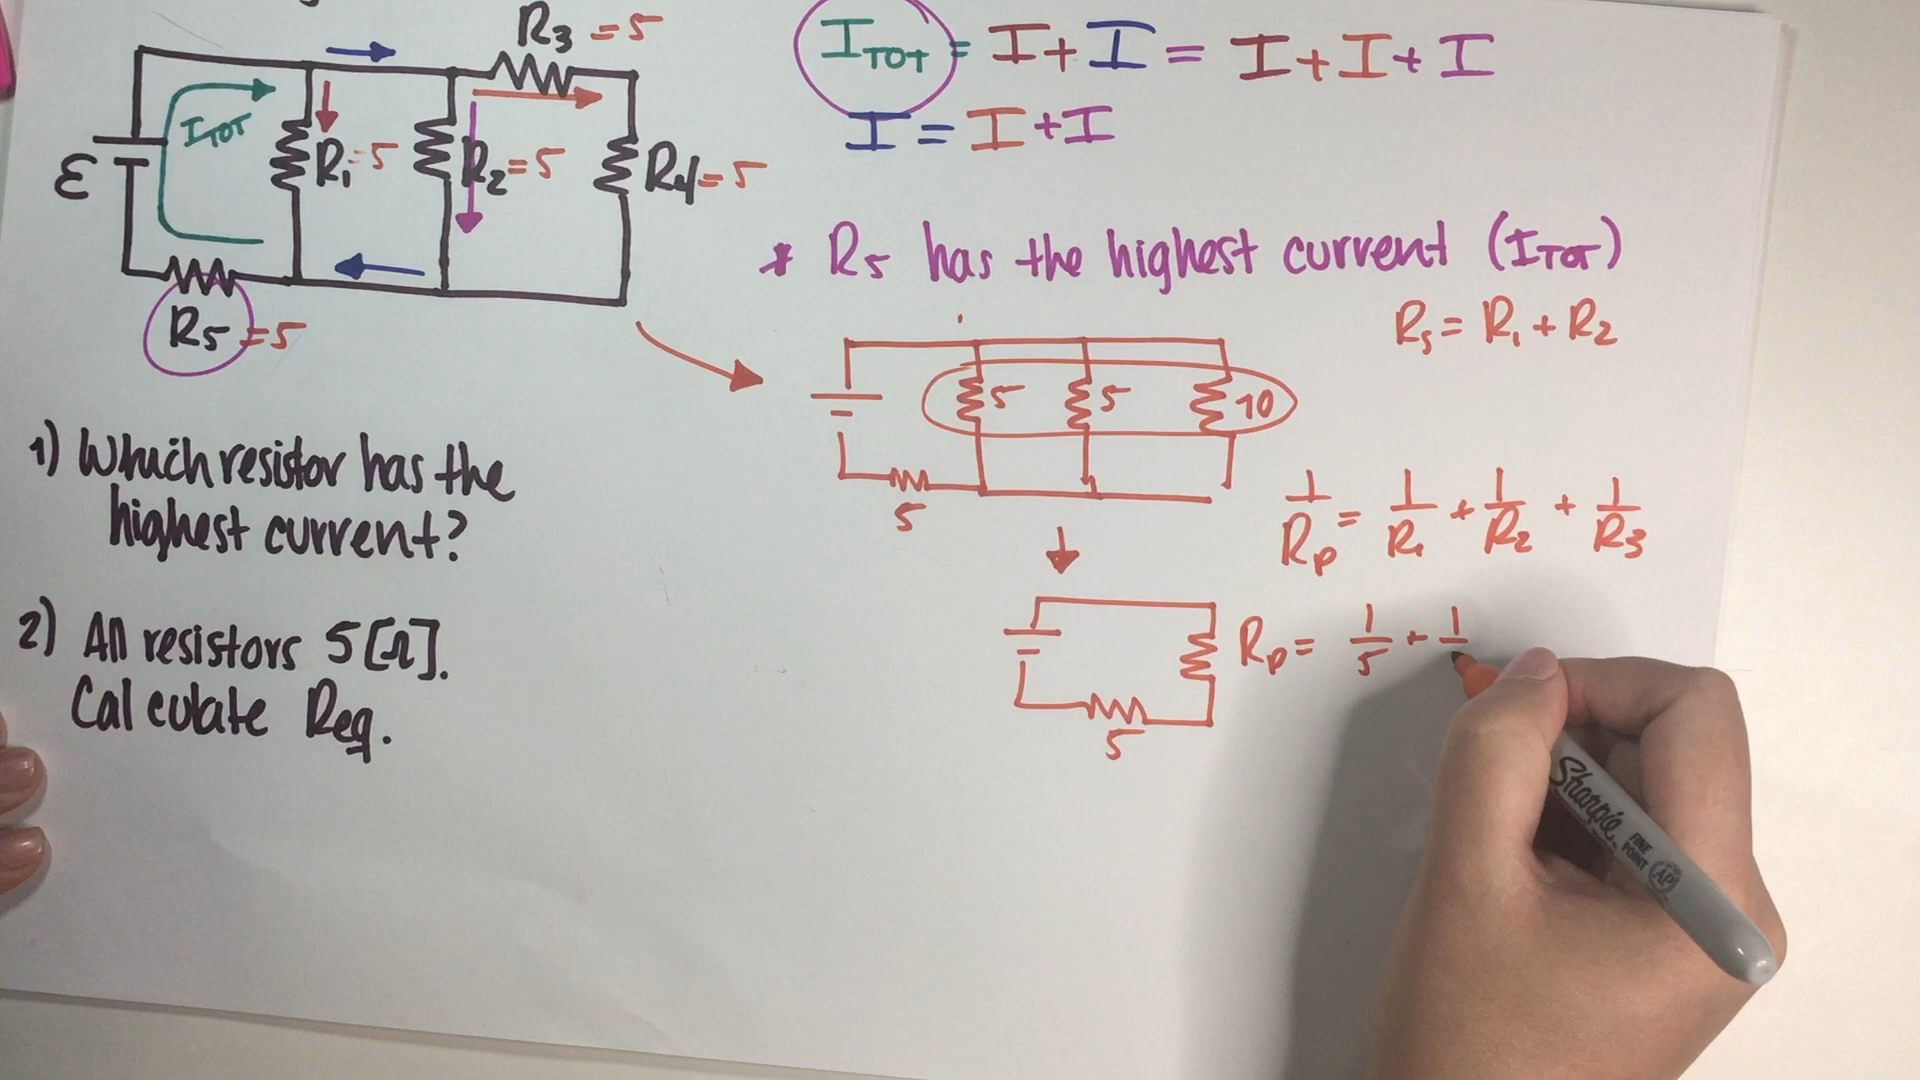 R3 = 5
ITOT = I + I = I + I + I
I = I + I
ITOT
ε
R1 = 5
R2 = 5
R4 = 5
R5 = 5
* R5 has the highest current (ITOT)
Rs = R1 + R2
5 5 10
5
1) Which resistor has the
highest current?
1/Rp = 1/R1 + 1/R2 + 1/R3
2) All resistors 5[Ω].
Calculate Req.
Rp = 1/5 + 1
5
Sharpie.
FINE
POINT
AP